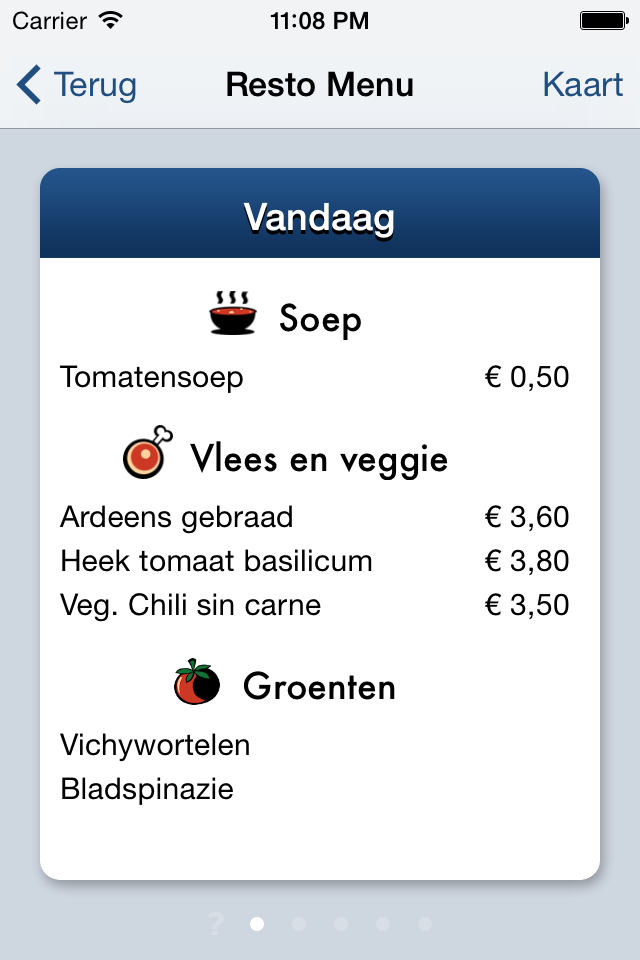 Carrier 11:08 PM
Terug Resto Menu Kaart
Vandaag
Soep
Tomatensoep € 0,50
Vlees en veggie
Ardeens gebraad € 3,60
Heek tomaat basilicum € 3,80
Veg. Chili sin carne € 3,50
Groenten
Vichywortelen
Bladspinazie
?